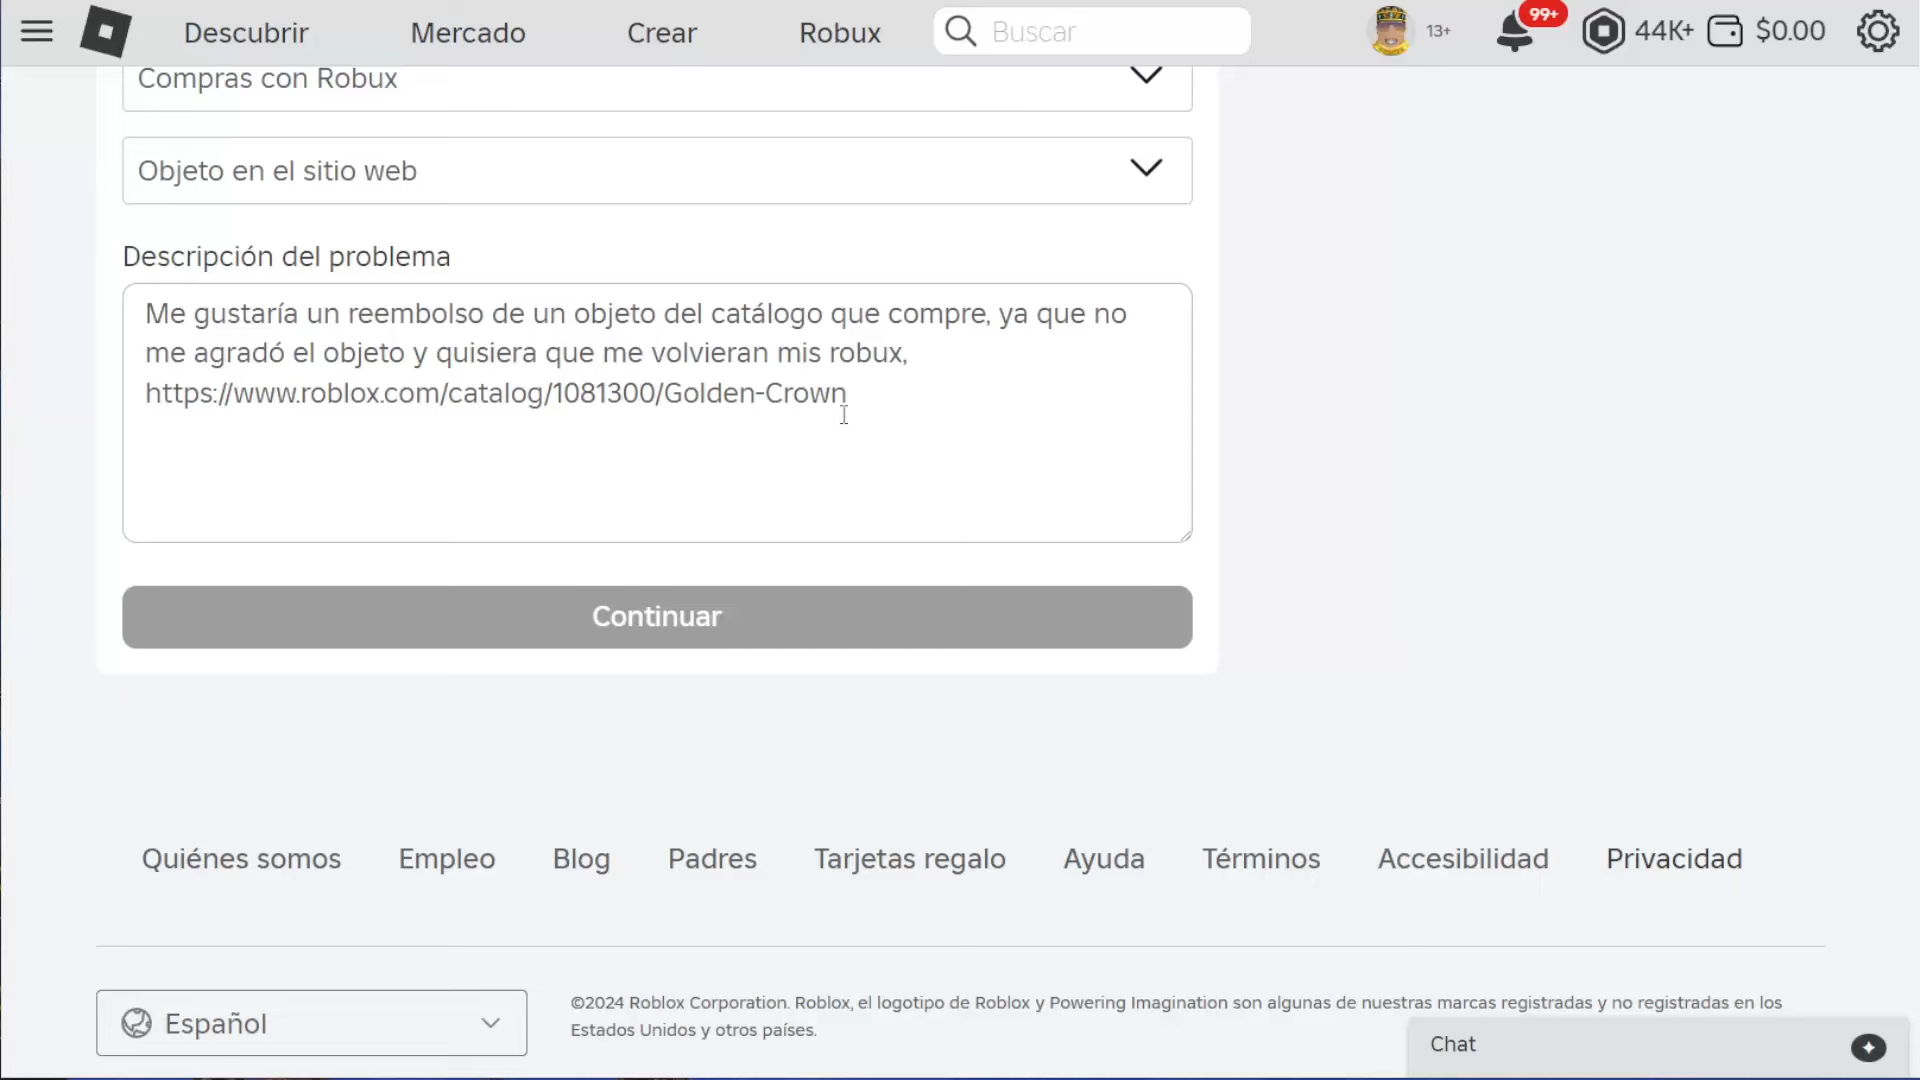 Descubrir
Mercado
Crear
Robux
Buscar
13+
99+
44K+
$0.00
Compras con Robux
Objeto en el sitio web
Descripción del problema
Me gustaría un reembolso de un objeto del catálogo que compre, ya que no
me agradó el objeto y quisiera que me volvieran mis robux,
https://www.roblox.com/catalog/1081300/Golden-Crown
Continuar
Quiénes somos
Empleo
Blog
Padres
Tarjetas regalo
Ayuda
Términos
Accesibilidad
Privacidad
Español
©2024 Roblox Corporation. Roblox, el logotipo de Roblox y Powering Imagination son algunas de nuestras marcas registradas y no registradas en los
Estados Unidos y otros países.
Chat